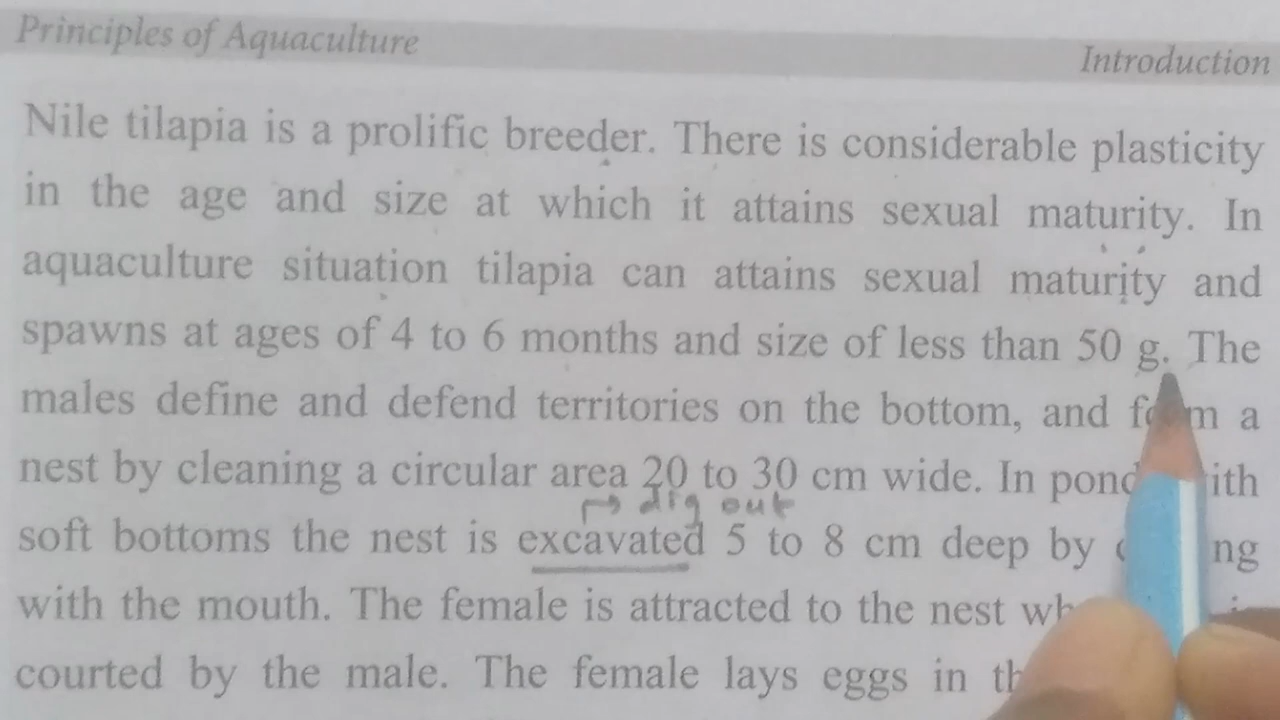 Principles of Aquaculture
Introduction
Nile tilapia is a prolific breeder. There is considerable plasticity
in the age and size at which it attains sexual maturity. In
aquaculture situation tilapia can attains sexual maturity and
spawns at ages of 4 to 6 months and size of less than 50 g. The
males define and defend territories on the bottom, and form a
nest by cleaning a circular area 20 to 30 cm wide. In
→ dig out
soft bottoms the nest is excavated 5 to 8 cm deep by
with the mouth. The female is attracted to the nest
courted by the male. The female lays eggs in